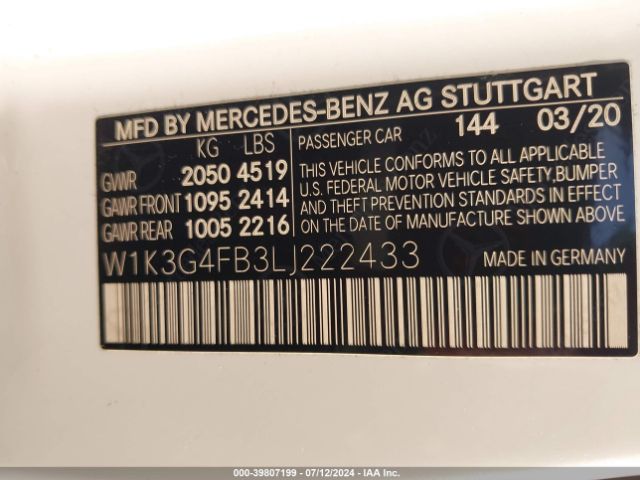 MFD BY MERCEDES-BENZ AG STUTTGART
KG LBS
GVWR 2050 4519
GAWR FRONT 1095 2414
GAWR REAR 1005 2216
PASSENGER CAR 144 03/20
THIS VEHICLE CONFORMS TO ALL APPLICABLE
U.S. FEDERAL MOTOR VEHICLE SAFETY, BUMPER
AND THEFT PREVENTION STANDARDS IN EFFECT
ON THE DATE OF MANUFACTURE SHOWN ABOVE
W1K3G4FB3LJ222433 MADE IN GERMANY
000-39807199 - 07/12/2024 - IAA Inc.